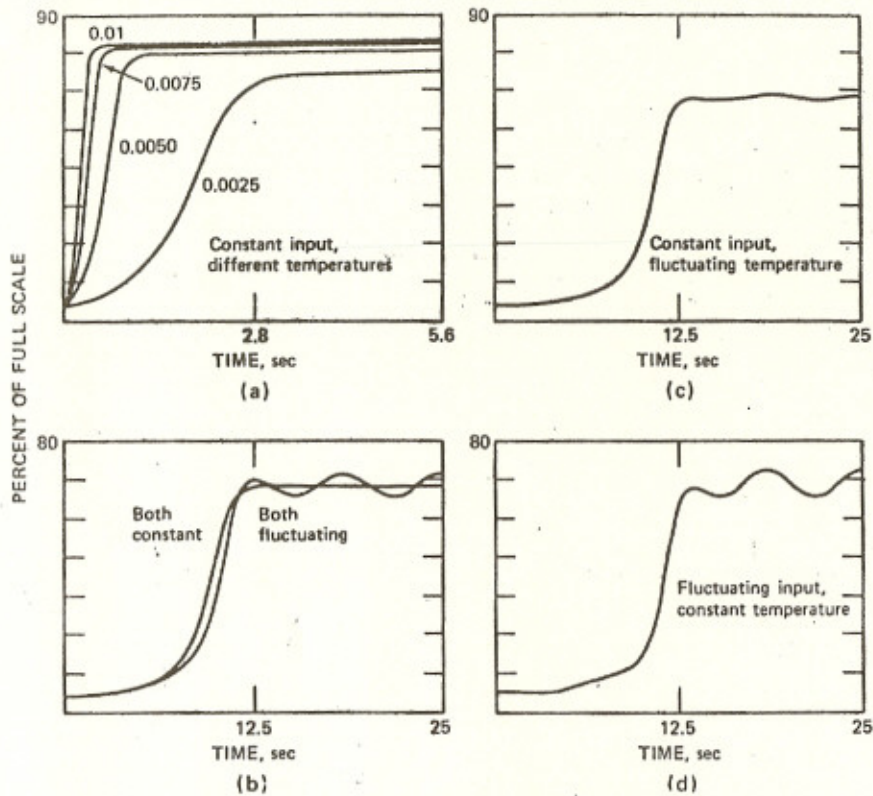 PERCENT OF FULL SCALE
90
0.01
0.0075
0.0050
0.0025
Constant input,
different temperatures
2.8
5.6
TIME, sec
(a)
90
Constant input,
fluctuating temperature
12.5
25
TIME, sec
(c)
80
Both
constant
Both
fluctuating
12.5
25
TIME, sec
(b)
80
Fluctuating input,
constant temperature
12.5
25
TIME, sec
(d)